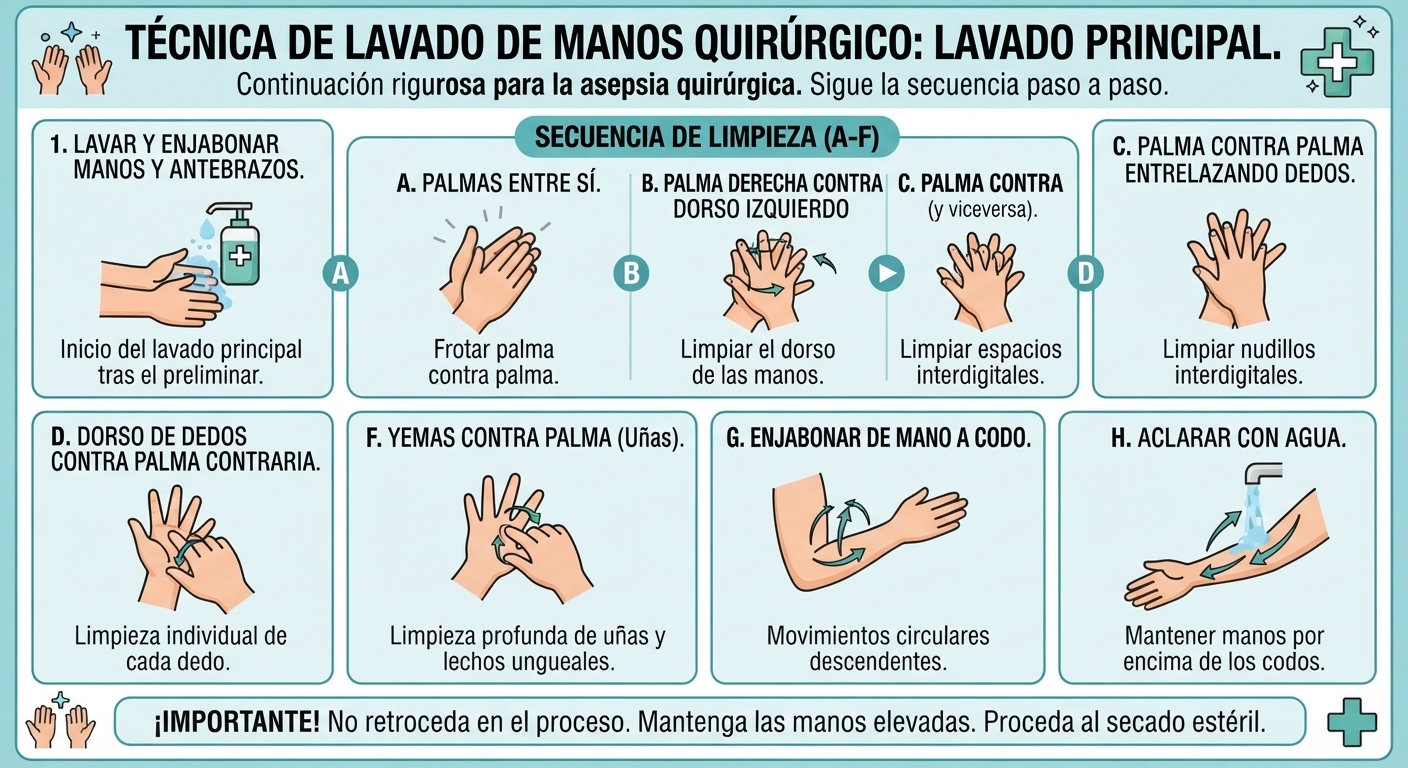 TÉCNICA DE LAVADO DE MANOS QUIRÚRGICO: LAVADO PRINCIPAL.
Continuación rigurosa para la asepsia quirúrgica. Sigue la secuencia paso a paso.
1. LAVAR Y ENJABONAR
MANOS Y ANTEBRAZOS.
Inicio del lavado principal
tras el preliminar.
SECUENCIA DE LIMPIEZA (A-F)
A
A. PALMAS ENTRE SÍ.
Frotar palma
contra palma.
B
B. PALMA DERECHA CONTRA
DORSO IZQUIERDO
Limpiar el dorso
de las manos.
C. PALMA CONTRA
(y viceversa).
Limpiar espacios
interdigitales.
D
C. PALMA CONTRA PALMA
ENTRELAZANDO DEDOS.
Limpiar nudillos
interdigitales.
D. DORSO DE DEDOS
CONTRA PALMA CONTRARIA.
Limpieza individual de
cada dedo.
F. YEMAS CONTRA PALMA (Uñas).
Limpieza profunda de uñas y
lechos ungueales.
G. ENJABONAR DE MANO A CODO.
Movimientos circulares
descendentes.
H. ACLARAR CON AGUA.
Mantener manos por
encima de los codos.
¡IMPORTANTE! No retroceda en el proceso. Mantenga las manos elevadas. Proceda al secado estéril.